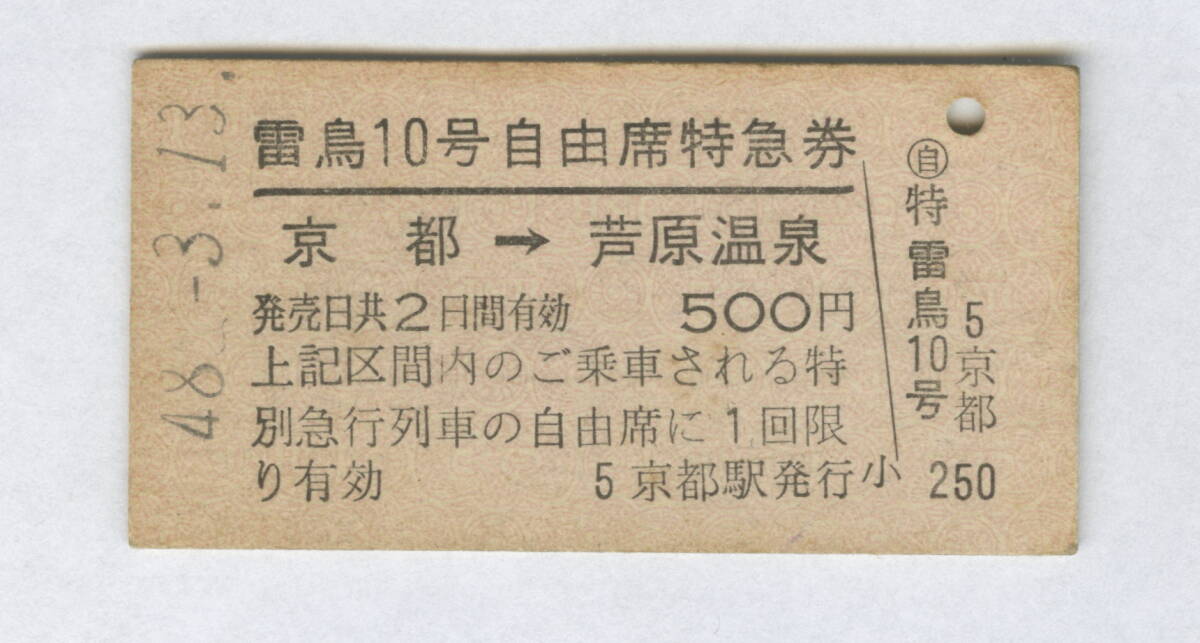 48.-3.13.
雷鳥10号自由席特急券
京都→芦原温泉
発売日共2日間有効 500円
上記区間内のご乗車される特
別急行列車の自由席に1回限
り有効 5 京都駅発行
小
㊀自
特雷鳥10号
5京都
250